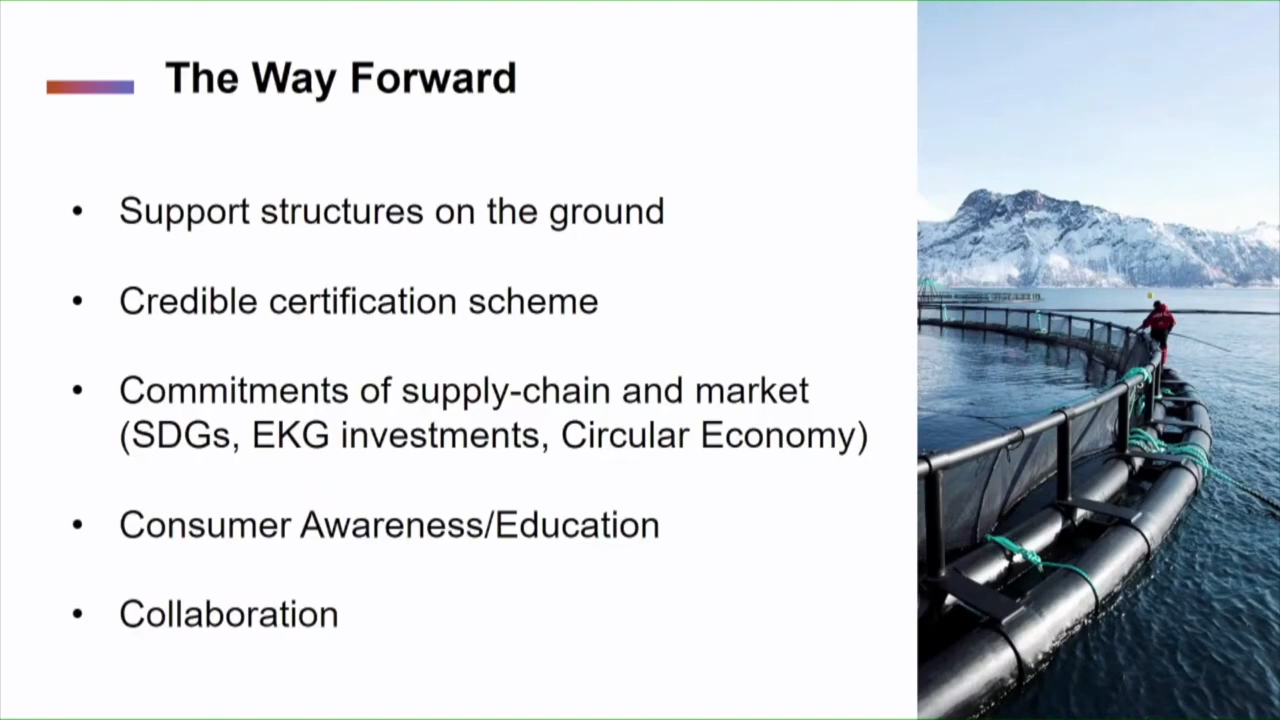 The Way Forward
• Support structures on the ground
• Credible certification scheme
• Commitments of supply-chain and market
(SDGs, EKG investments, Circular Economy)
• Consumer Awareness/Education
• Collaboration